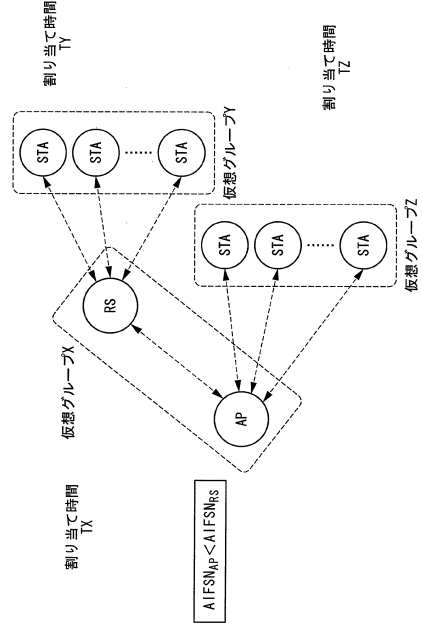 割り当て時間
TX
割り当て時間
TY
割り当て時間
TZ
仮想グループX
仮想グループY
仮想グループZ
AP
RS
STA
STA
······
STA
STA
STA
······
STA
AIFSN_AP<AIFSN_RS